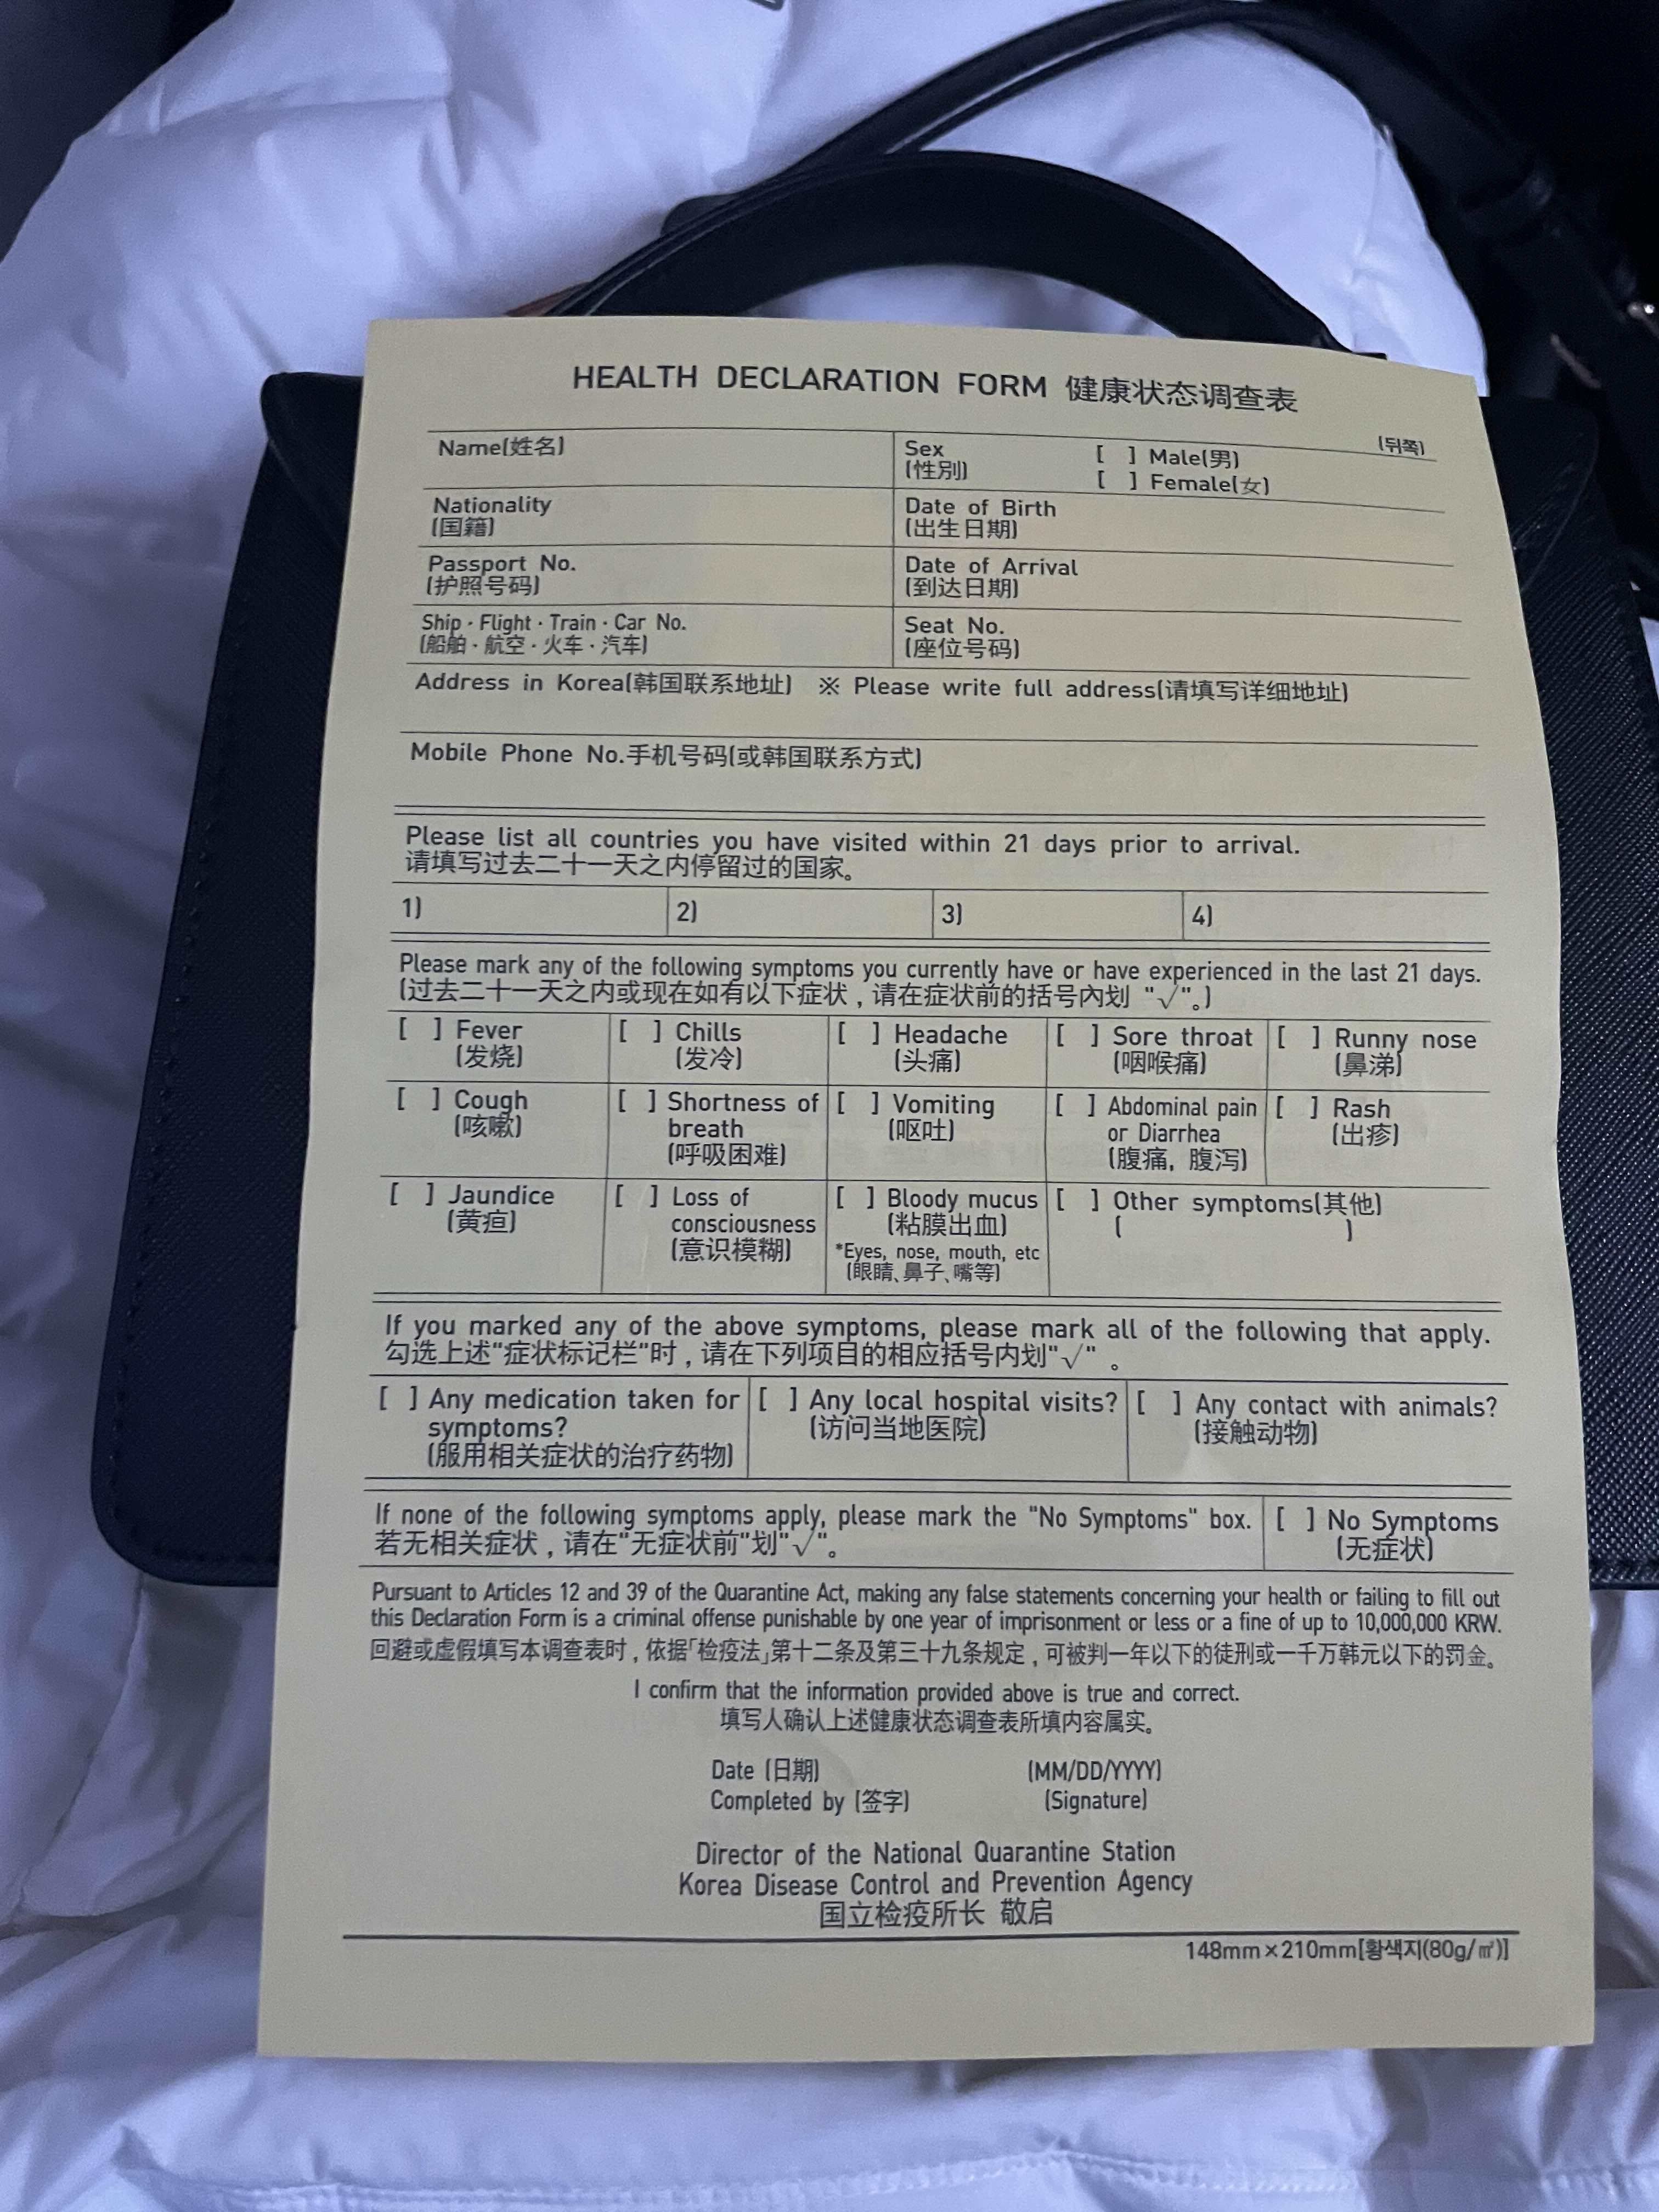 HEALTH DECLARATION FORM 健康状态调查表
(뒤쪽)
Name(姓名)
Sex [ ] Male(男)
(性別) [ ] Female(女)
Nationality
(国籍)
Date of Birth
(出生日期)
Passport No.
(护照号码)
Date of Arrival
(到达日期)
Ship · Flight · Train · Car No.
(船舶 · 航空 · 火车 · 汽车)
Seat No.
(座位号码)
Address in Korea(韩国联系地址) ※ Please write full address(请填写详细地址)
Mobile Phone No.手机号码(或韩国联系方式)
Please list all countries you have visited within 21 days prior to arrival.
请填写过去二十一天之内停留过的国家。
1) 2) 3) 4)
Please mark any of the following symptoms you currently have or have experienced in the last 21 days.
(过去二十一天之内或现在如有以下症状，请在症状前的括号內划 "√"。)
[ ] Fever
(发烧)
[ ] Chills
(发冷)
[ ] Headache
(头痛)
[ ] Sore throat
(咽喉痛)
[ ] Runny nose
(鼻涕)
[ ] Cough
(咳嗽)
[ ] Shortness of
breath
(呼吸困难)
[ ] Vomiting
(呕吐)
[ ] Abdominal pain
or Diarrhea
(腹痛, 腹泻)
[ ] Rash
(出疹)
[ ] Jaundice
(黄疸)
[ ] Loss of
consciousness
(意识模糊)
[ ] Bloody mucus
(粘膜出血)
*Eyes, nose, mouth, etc
(眼睛、鼻子、嘴等)
[ ] Other symptoms(其他)
( )
If you marked any of the above symptoms, please mark all of the following that apply.
勾选上述"症状标记栏"时，请在下列项目的相应括号内划"√" 。
[ ] Any medication taken for
symptoms?
(服用相关症状的治疗药物)
[ ] Any local hospital visits?
(访问当地医院)
[ ] Any contact with animals?
(接触动物)
If none of the following symptoms apply, please mark the "No Symptoms" box.
若无相关症状，请在"无症状前"划"√"。
[ ] No Symptoms
(无症状)
Pursuant to Articles 12 and 39 of the Quarantine Act, making any false statements concerning your health or failing to fill out
this Declaration Form is a criminal offense punishable by one year of imprisonment or less or a fine of up to 10,000,000 KRW.
回避或虚假填写本调查表时，依据「检疫法」第十二条及第三十九条规定，可被判一年以下的徒刑或一千万韩元以下的罚金。
I confirm that the information provided above is true and correct.
填写人确认上述健康状态调查表所填内容属实。
Date (日期) (MM/DD/YYYY)
Completed by (签字) (Signature)
Director of the National Quarantine Station
Korea Disease Control and Prevention Agency
国立检疫所长 敬启
148mm×210mm[황색지(80g/㎡)]